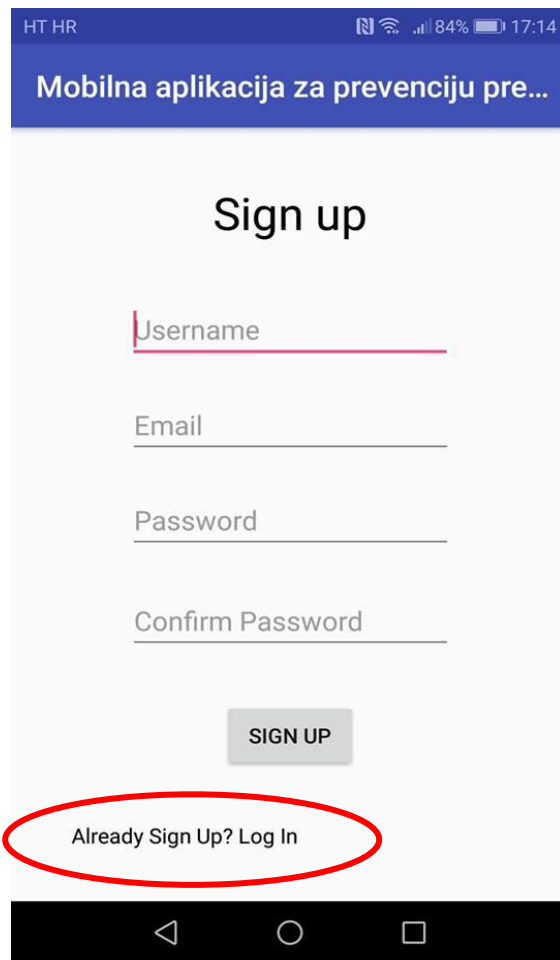 HT HR 84% 17:14
Mobilna aplikacija za prevenciju pre...
Sign up
Username
Email
Password
Confirm Password
SIGN UP
Already Sign Up? Log In